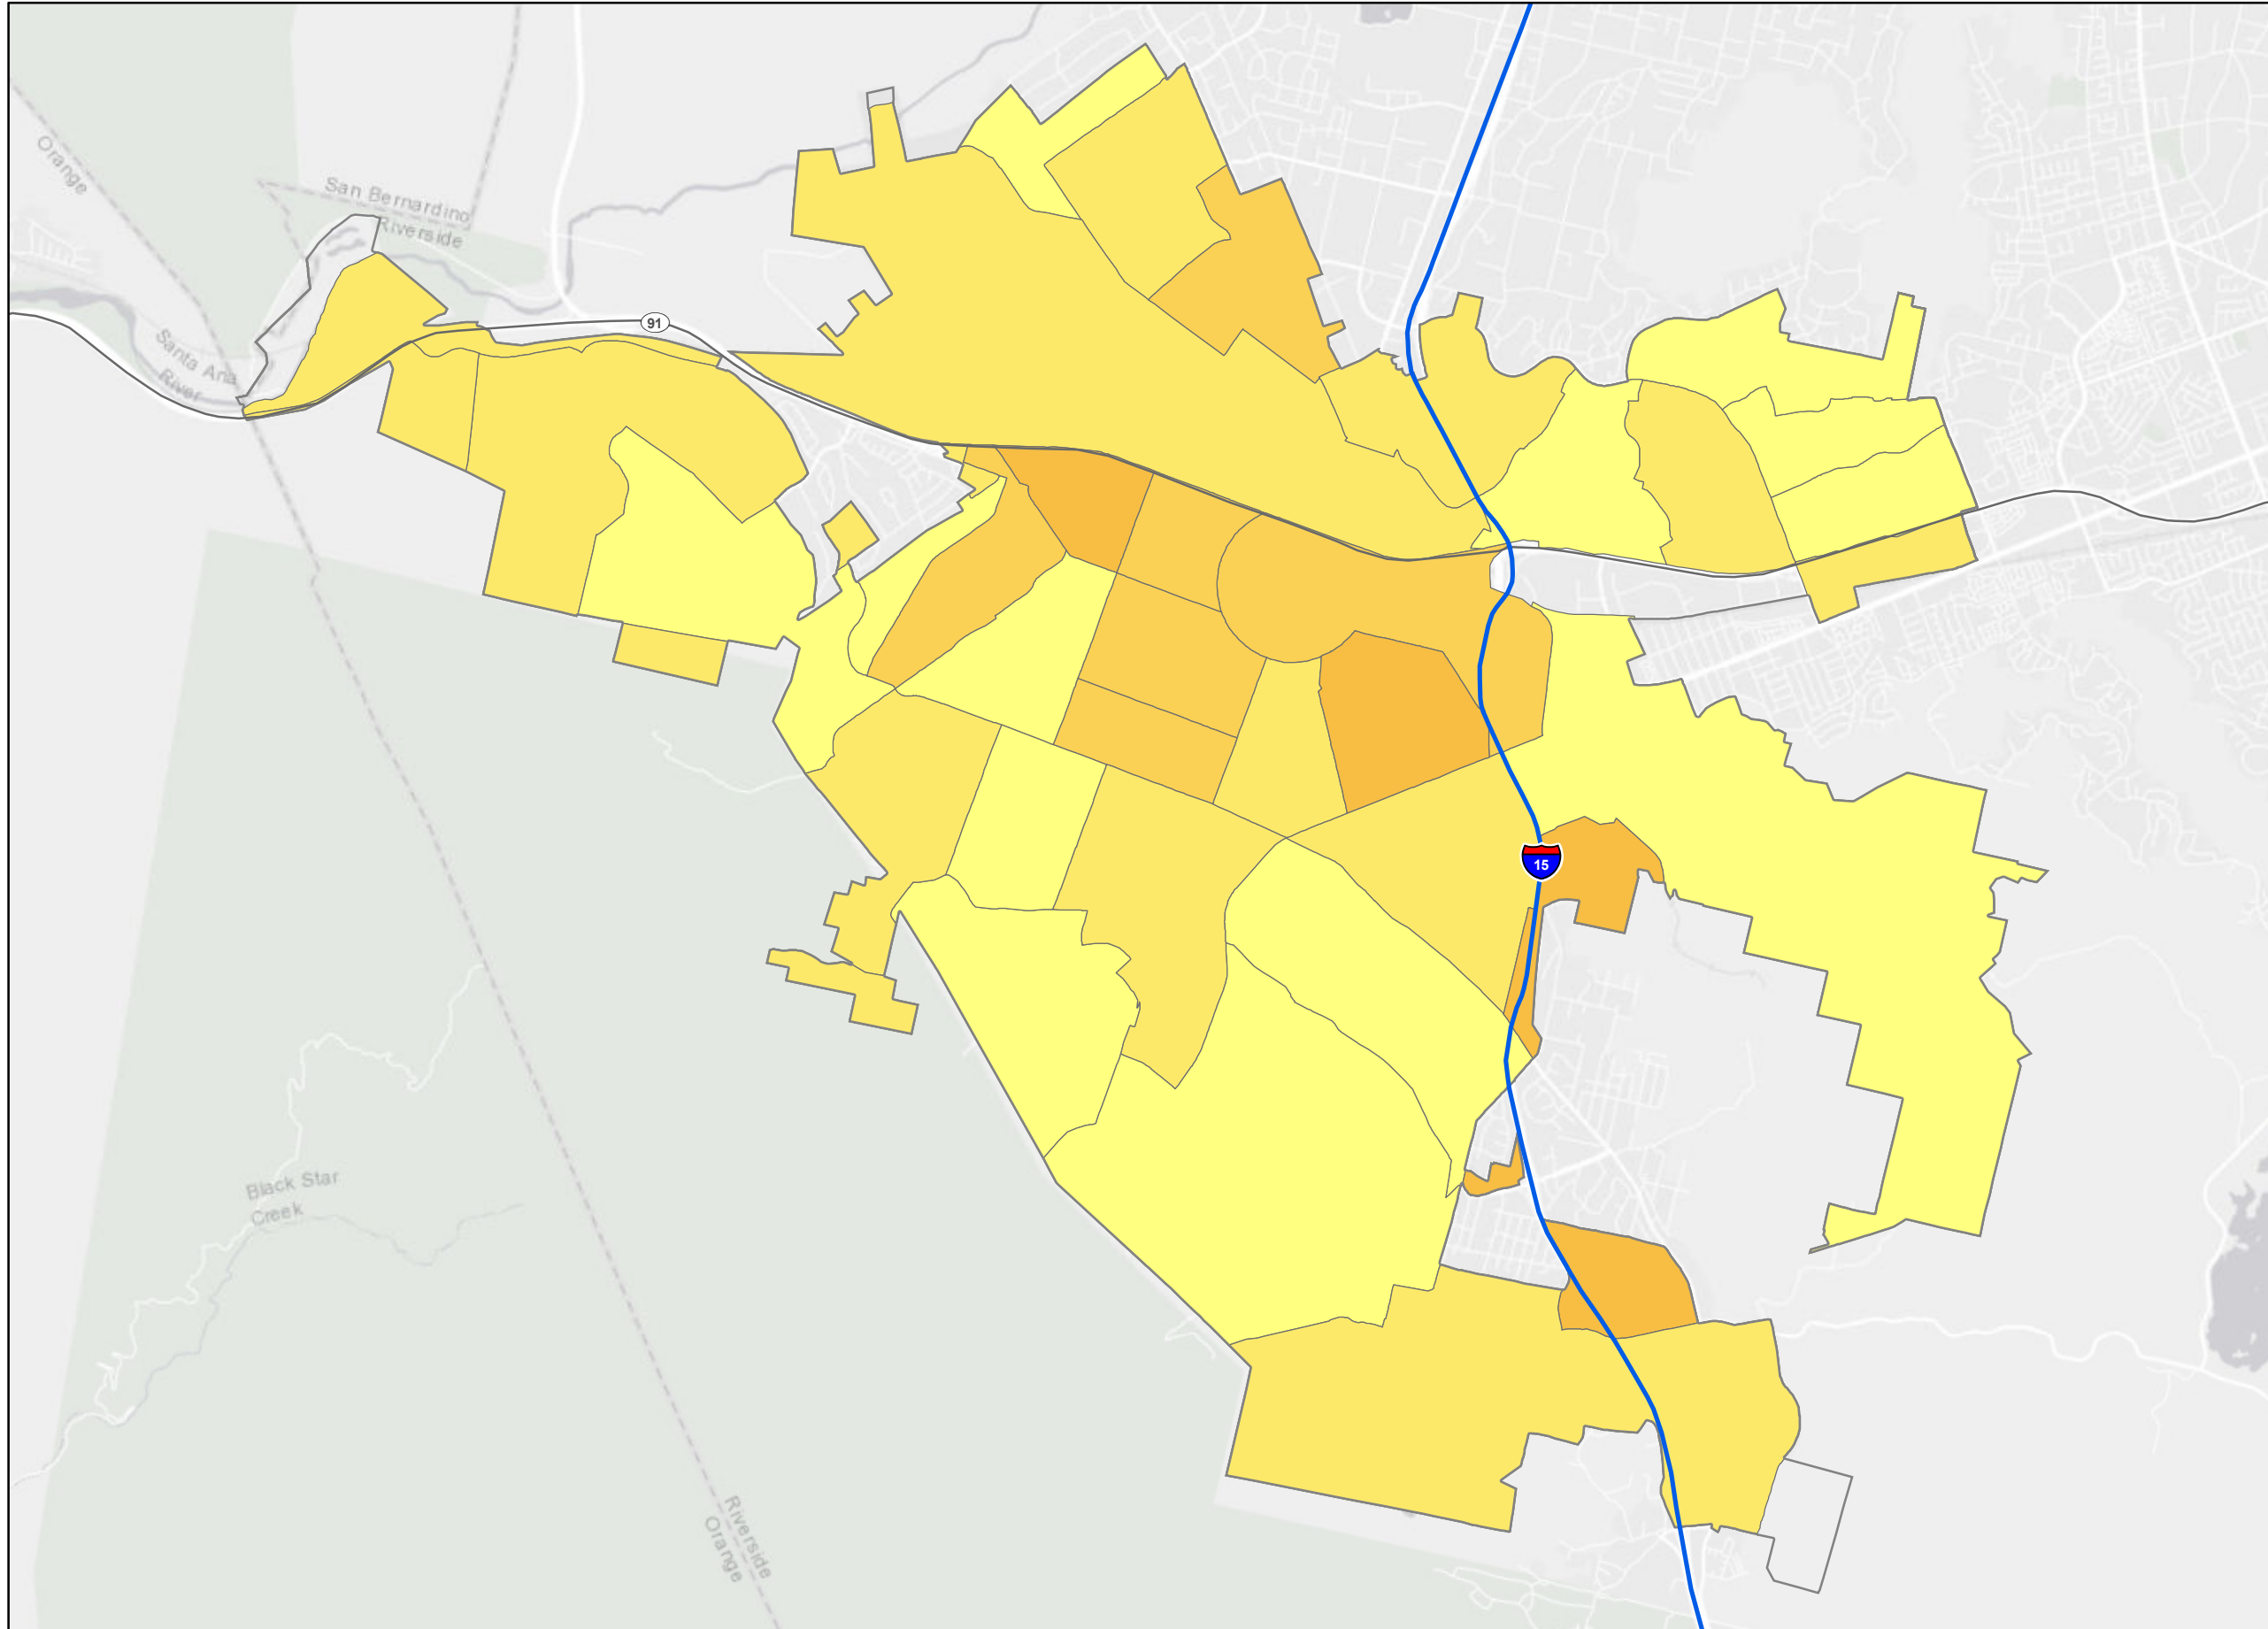 Orange
San Bernardino
Riverside
91
Santa Ana
River
15
Black Star
Creek
Riverside
Orange